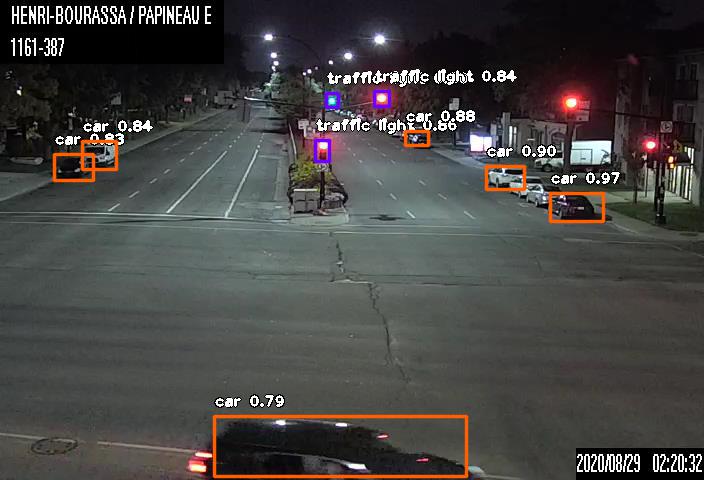 HENRI-BOURASSA / PAPINEAU E
1161-387
traffic light 0.84
traffic light 0.86
car 0.88
car 0.84
car 0.83
car 0.90
car 0.97
car 0.79
2020/08/29 02:20:32